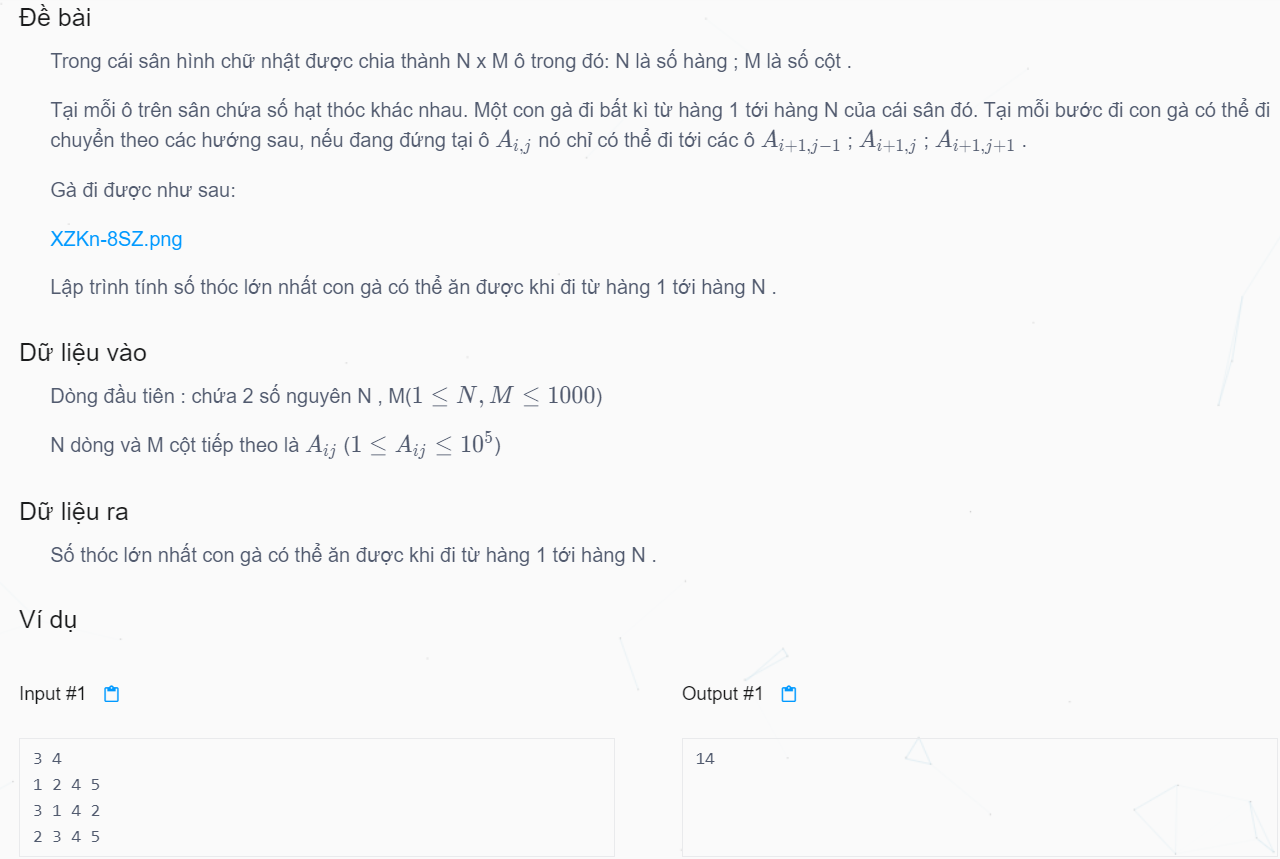 Đề bài
Trong cái sân hình chữ nhật được chia thành N x M ô trong đó: N là số hàng ; M là số cột .
Tại mỗi ô trên sân chứa số hạt thóc khác nhau. Một con gà đi bất kì từ hàng 1 tới hàng N của cái sân đó. Tại mỗi bước đi con gà có thể đi
chuyển theo các hướng sau, nếu đang đứng tại ô $A_{i,j}$ nó chỉ có thể đi tới các ô $A_{i+1,j-1}$ ; $A_{i+1,j}$ ; $A_{i+1,j+1}$ .
Gà đi được như sau:
XZKn-8SZ.png
Lập trình tính số thóc lớn nhất con gà có thể ăn được khi đi từ hàng 1 tới hàng N .
Dữ liệu vào
Dòng đầu tiên : chứa 2 số nguyên N , M($1 \leq N, M \leq 1000$)
N dòng và M cột tiếp theo là $A_{ij}$ ($1 \leq A_{ij} \leq 10^5$)
Dữ liệu ra
Số thóc lớn nhất con gà có thể ăn được khi đi từ hàng 1 tới hàng N .
Ví dụ
Input #1
3 4
1 2 4 5
3 1 4 2
2 3 4 5
Output #1
14